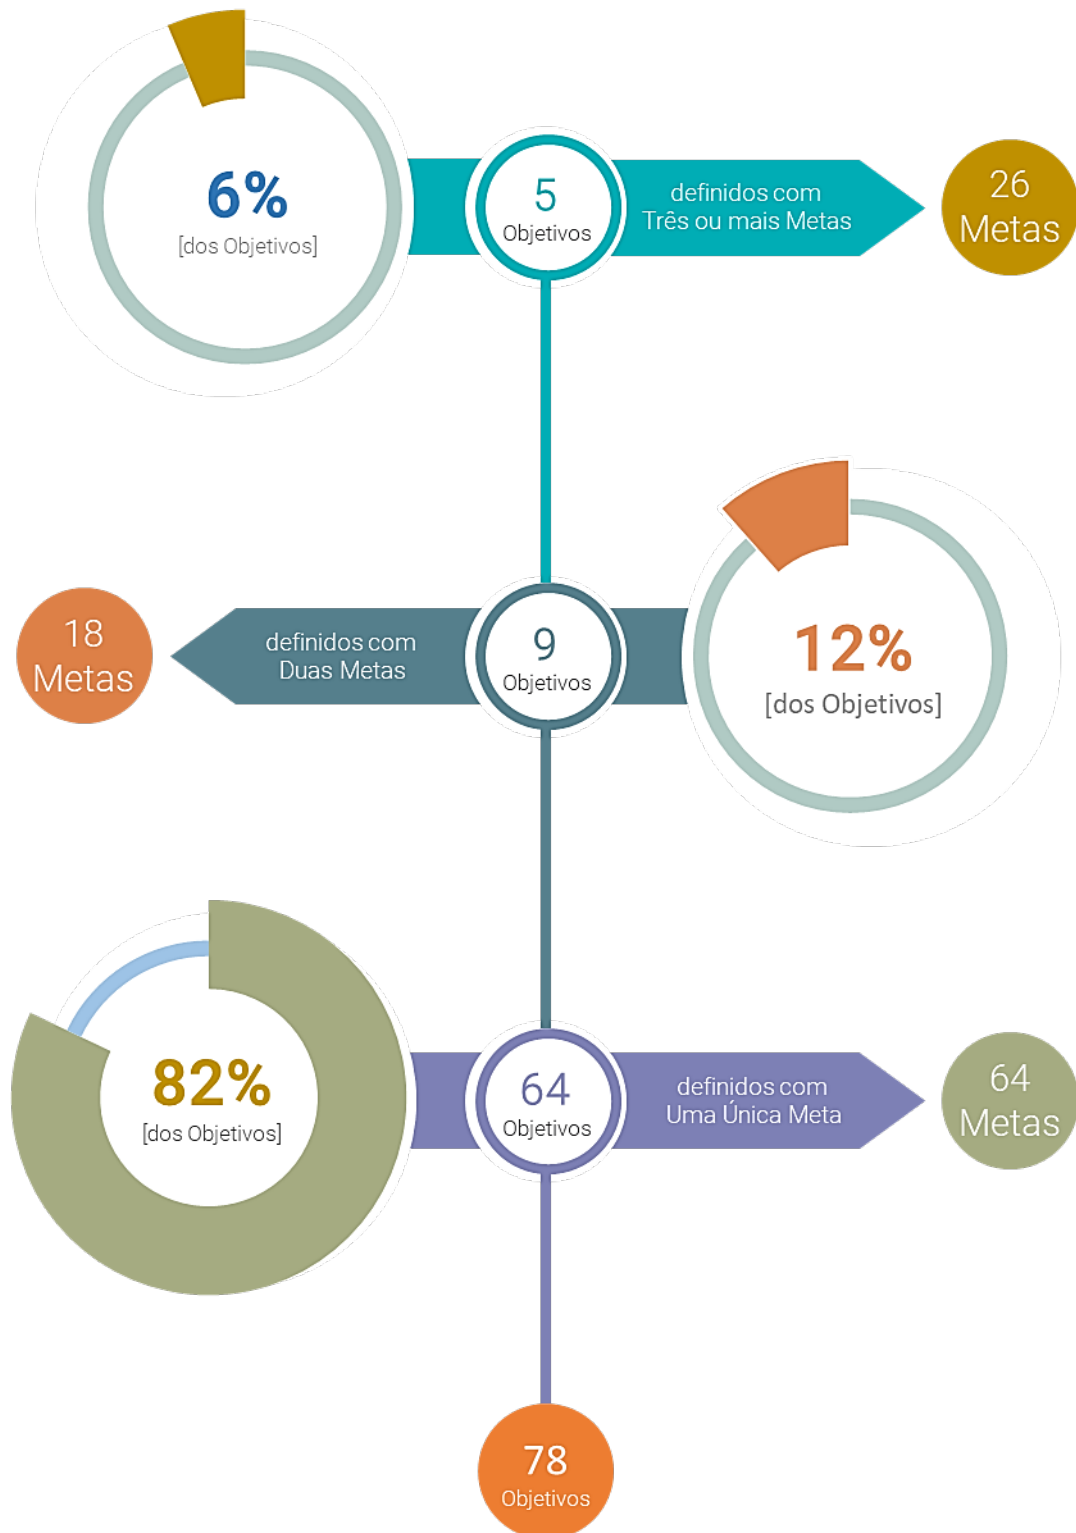 6%
[dos Objetivos]
5
Objetivos
definidos com
Três ou mais Metas
26
Metas
18
Metas
definidos com
Duas Metas
9
Objetivos
12%
[dos Objetivos]
82%
[dos Objetivos]
64
Objetivos
definidos com
Uma Única Meta
64
Metas
78
Objetivos